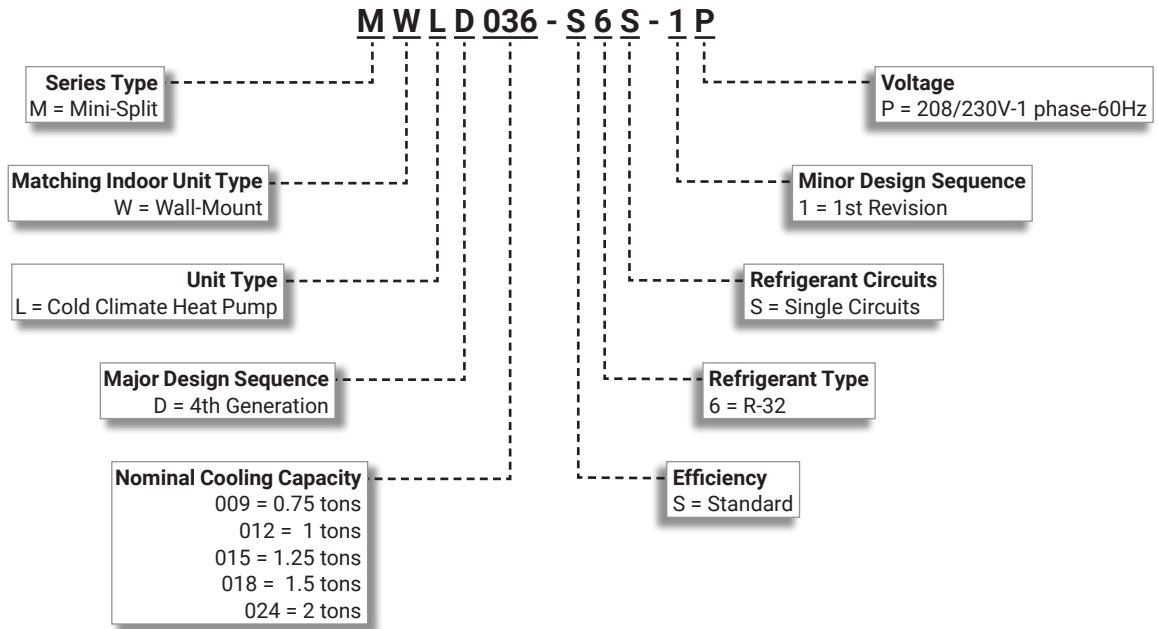 M W L D 036 - S 6 S - 1 P
Series Type
M = Mini-Split
Voltage
P = 208/230V-1 phase-60Hz
Matching Indoor Unit Type
W = Wall-Mount
Minor Design Sequence
1 = 1st Revision
Unit Type
L = Cold Climate Heat Pump
Refrigerant Circuits
S = Single Circuits
Major Design Sequence
D = 4th Generation
Refrigerant Type
6 = R-32
Nominal Cooling Capacity
009 = 0.75 tons
012 = 1 tons
015 = 1.25 tons
018 = 1.5 tons
024 = 2 tons
Efficiency
S = Standard